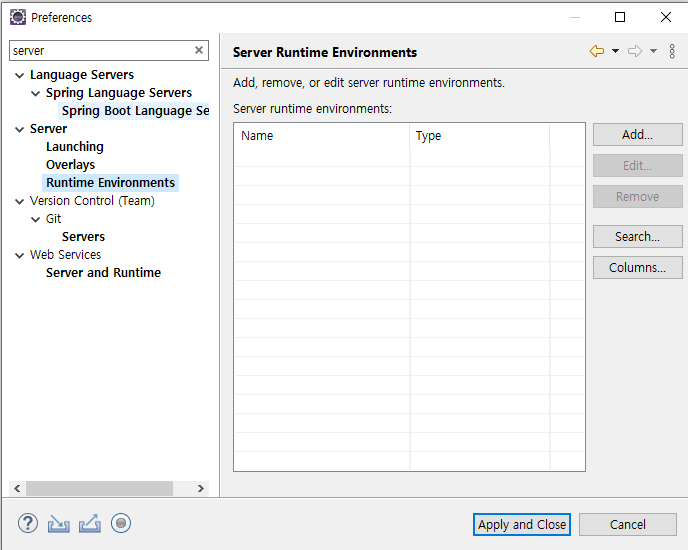 Preferences
server
Language Servers
Spring Language Servers
Spring Boot Language Se
Server
Launching
Overlays
Runtime Environments
Version Control (Team)
Git
Servers
Web Services
Server and Runtime
Server Runtime Environments
Add, remove, or edit server runtime environments.
Server runtime environments:
Name Type
Add...
Edit...
Remove
Search...
Columns...
Apply and Close Cancel